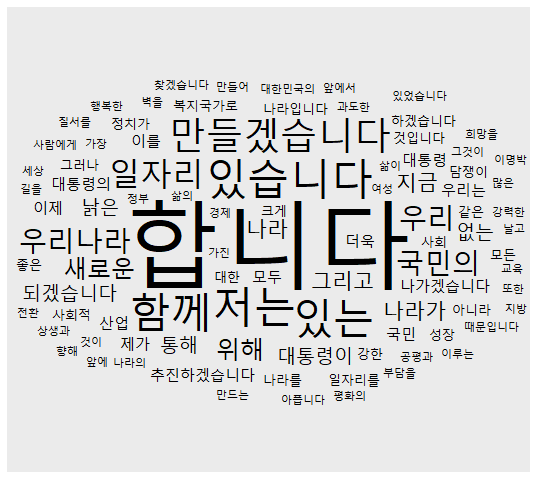 찾겠습니다 만들어 대한민국의 앞에서
있었습니다
행복한 벽을 복지국가로 나라입니다 과도한
질서를 정치가 이를 만들겠습니다 하겠습니다
것입니다 희망을
사람에게 가장 그것이
세상 그러나 일자리 있습니다 삶이 대통령 담쟁이 이명박
길을 대통령의 정부 삶의 여성 지금 우리는 많은
이제 낡은 경제 크게 우리 같은 강력한
우리나라 합니다 나라 더욱 사회 없는 날고
좋은 새로운 가진 대한 모두 그리고 국민의 모든 교육
되겠습니다 나가겠습니다 또한
전환 사회적 산업 함께 저는 있는 나라가 아니라 지방
상생과 국민 성장 때문입니다
향해 것이 제가 통해 위해 대통령이 강한 공평과 이루는
앞에 나라의
추진하겠습니다 나라를 일자리를 부담을
만드는 아픕니다 평화의